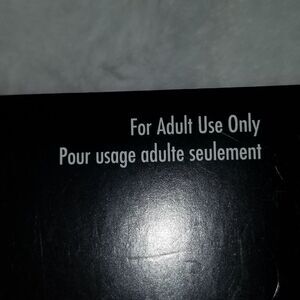 For Adult Use Only
Pour usage adulte seulement